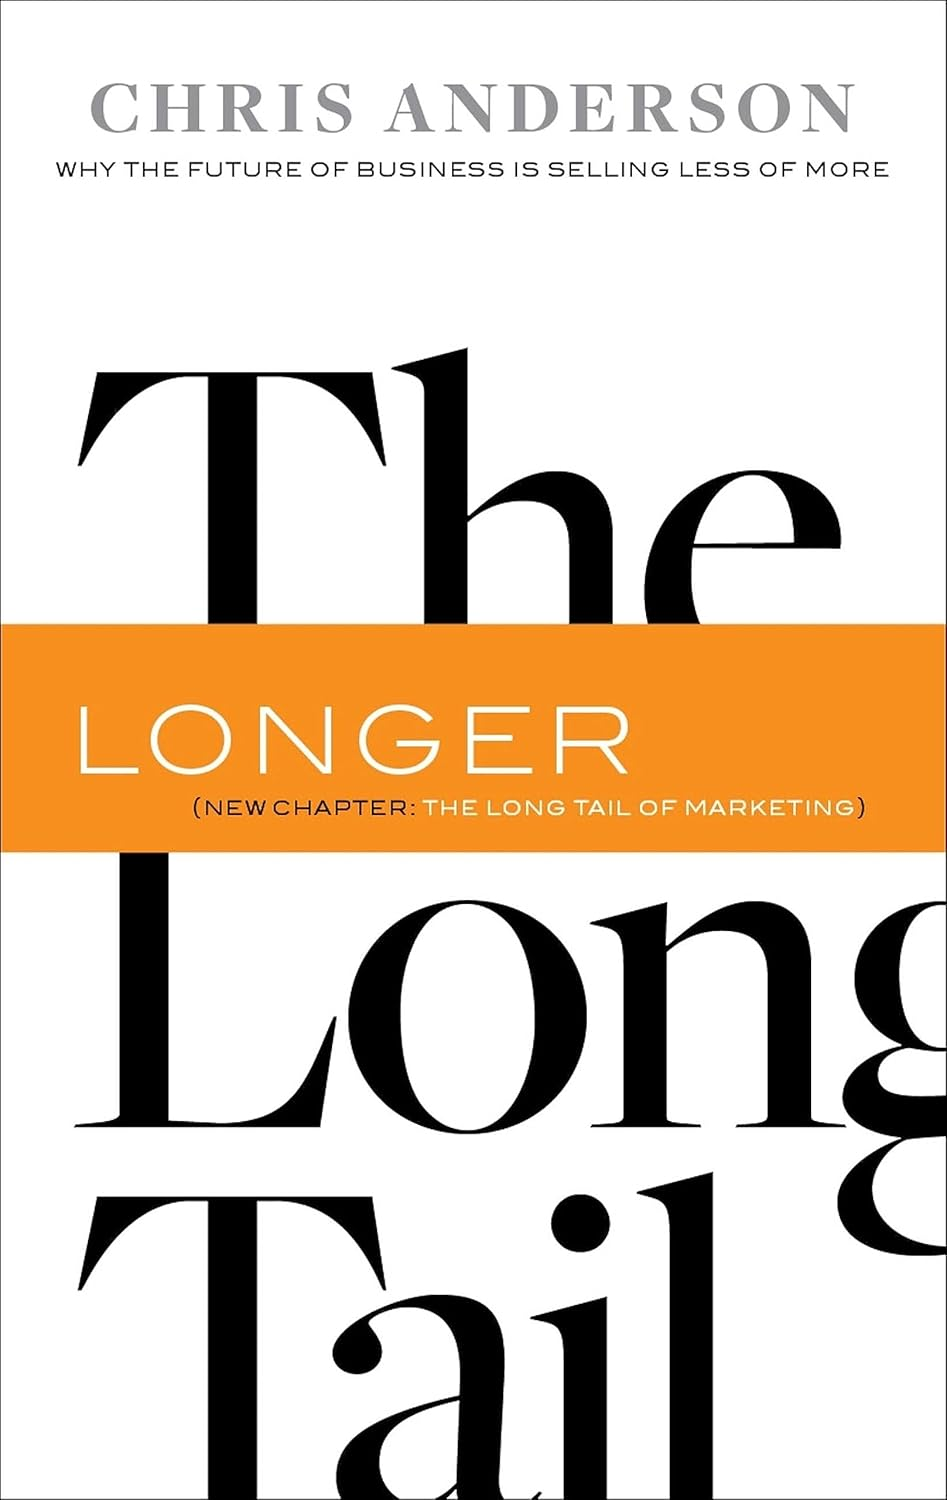 CHRIS ANDERSON
WHY THE FUTURE OF BUSINESS IS SELLING LESS OF MORE
The
LONGER
(NEW CHAPTER: THE LONG TAIL OF MARKETING)
Long
Tail